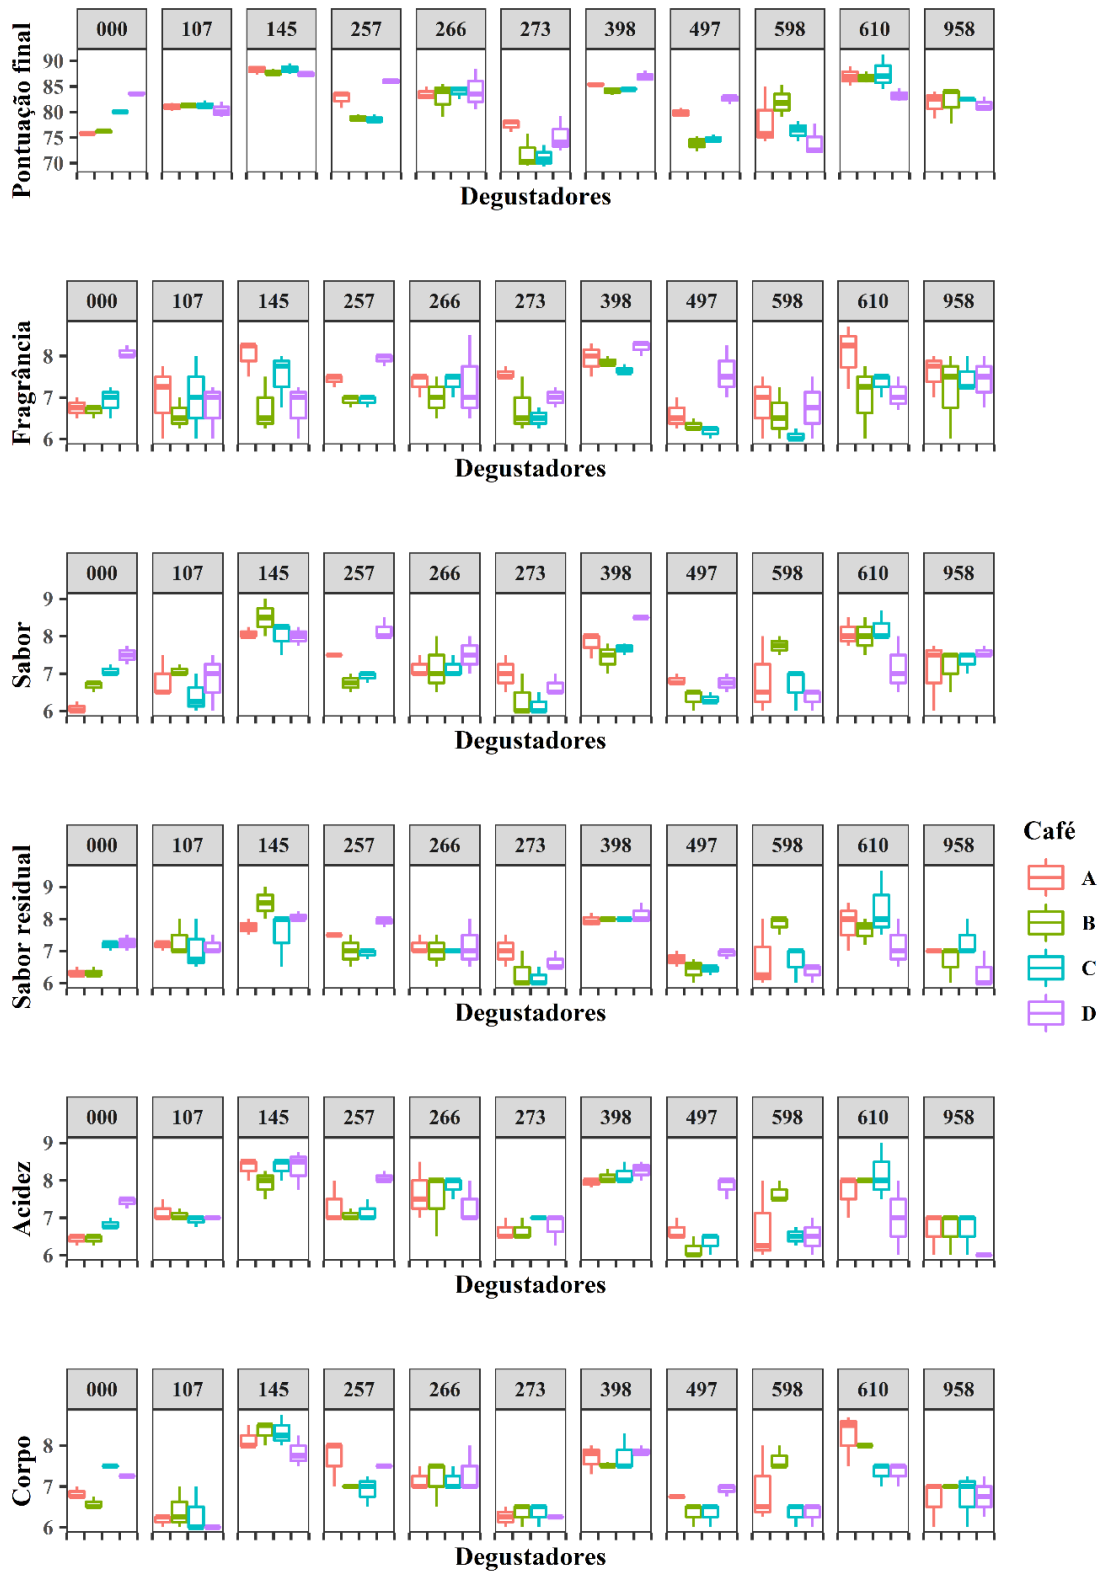 000 107 145 257 266 273 398 497 598 610 958
Pontuação final
90
85
80
75
70
Degustadores
000 107 145 257 266 273 398 497 598 610 958
Fragrância
8
7
6
Degustadores
000 107 145 257 266 273 398 497 598 610 958
Sabor
9
8
7
6
Degustadores
000 107 145 257 266 273 398 497 598 610 958
Sabor residual
9
8
7
6
Degustadores
Café
A
B
C
D
000 107 145 257 266 273 398 497 598 610 958
Acidez
9
8
7
6
Degustadores
000 107 145 257 266 273 398 497 598 610 958
Corpo
8
7
6
Degustadores